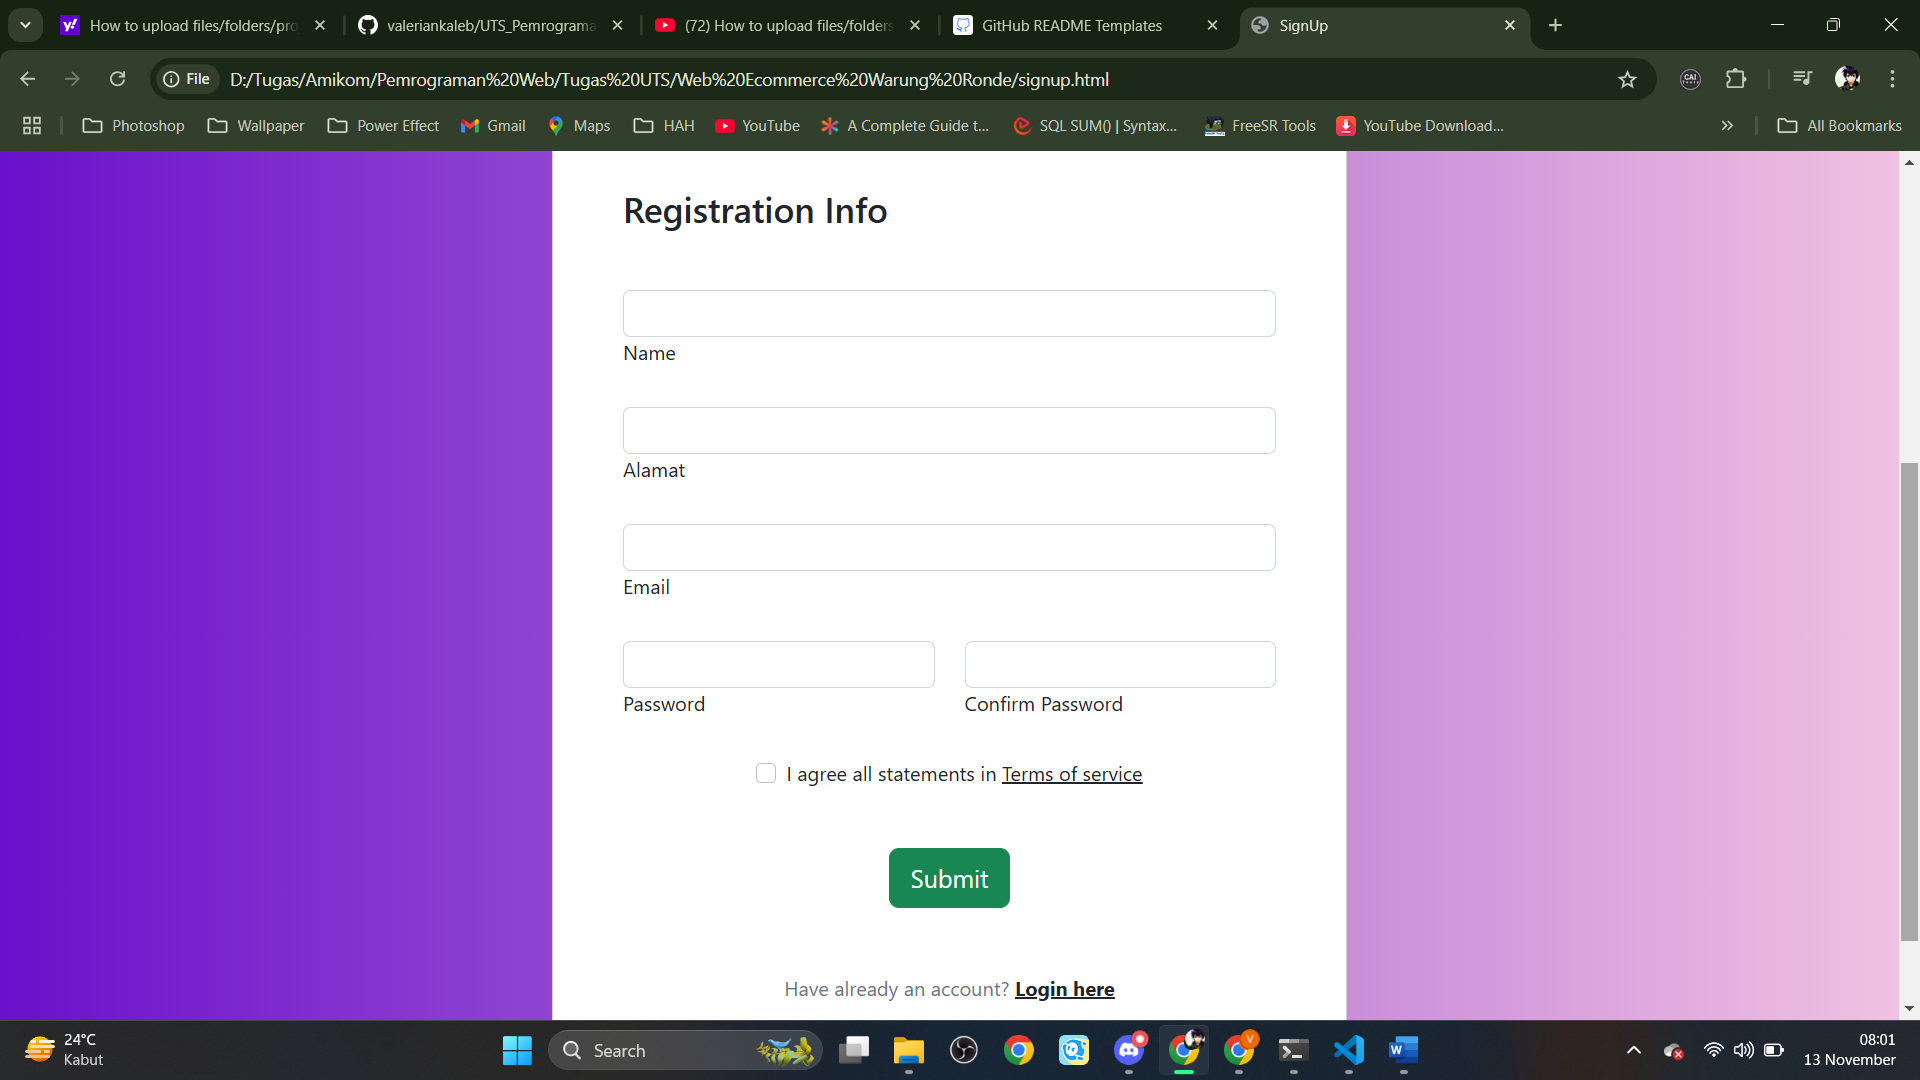 How to upload files/folders/pro
valeriankaleb/UTS_Pemrograma
(72) How to upload files/folders
GitHub README Templates
SignUp
File
D:/Tugas/Amikom/Pemrograman%20Web/Tugas%20UTS/Web%20Ecommerce%20Warung%20Ronde/signup.html
CAI
Photoshop
Wallpaper
Power Effect
Gmail
Maps
HAH
YouTube
A Complete Guide t...
SQL SUM() | Syntax...
FreeSR Tools
YouTube Download...
All Bookmarks
Registration Info
Name
Alamat
Email
Password
Confirm Password
I agree all statements in Terms of service
Submit
Have already an account? Login here
24°C
Kabut
Search
08:01
13 November